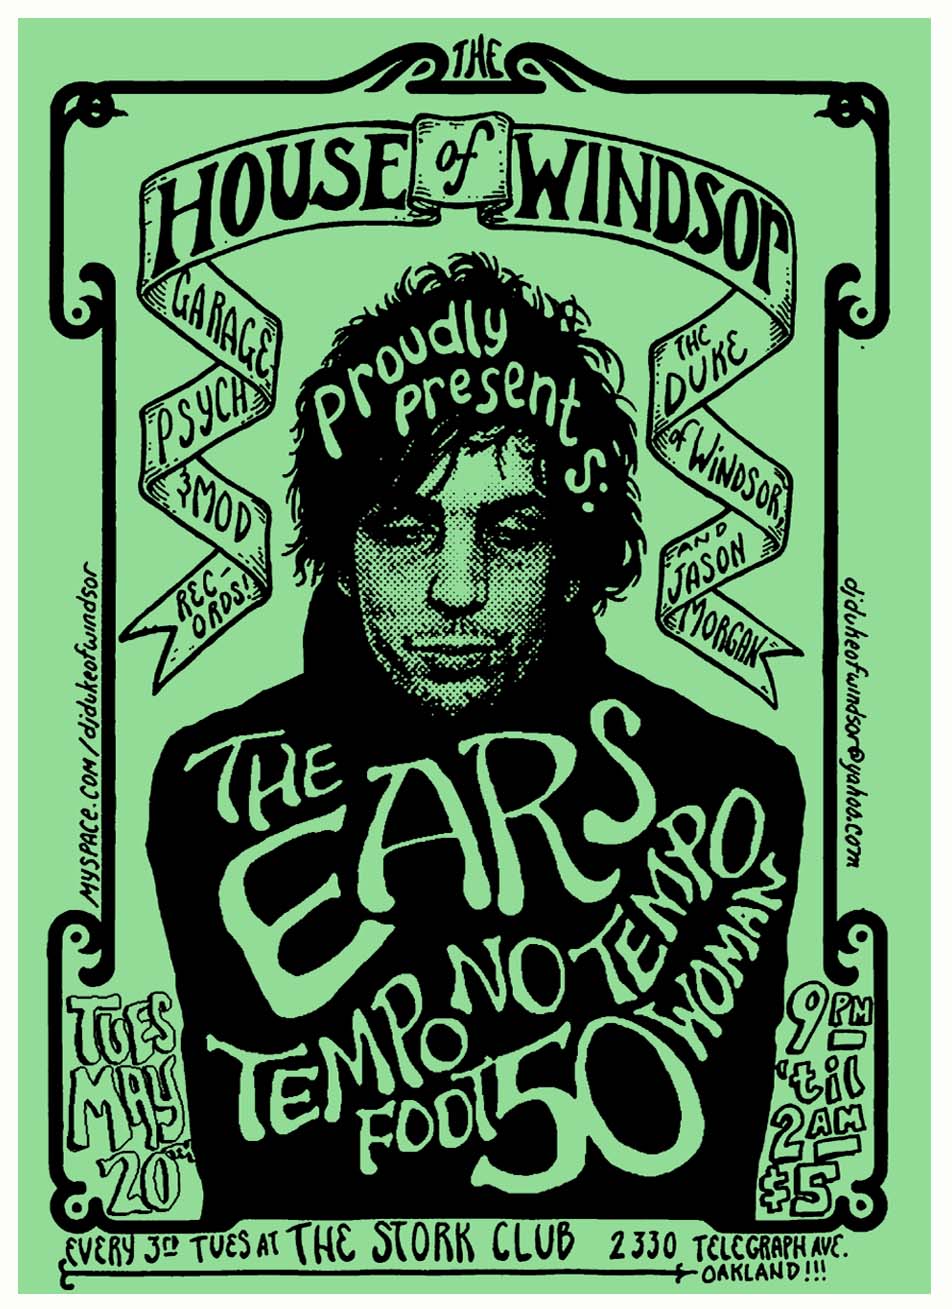 THE
HOUSE of WINDSOR
GARAGE
PSYCH
& MOD
REC-
ORDS!
THE
DUKE
of WINDSOR,
AND
JASON
MORGAN
proudly
presents:
MYSPACE.COM/djdukeofwindsor
djdukeofwindsor@yahoo.com
THE
EARS
TEMPO NO TEMPO
FOOT 50 WOMAN
TUES
MAY
20TH
9PM
'til
2AM
$5
EVERY 3RD TUES AT THE STORK CLUB 2330 TELEGRAPH AVE.
OAKLAND!!!